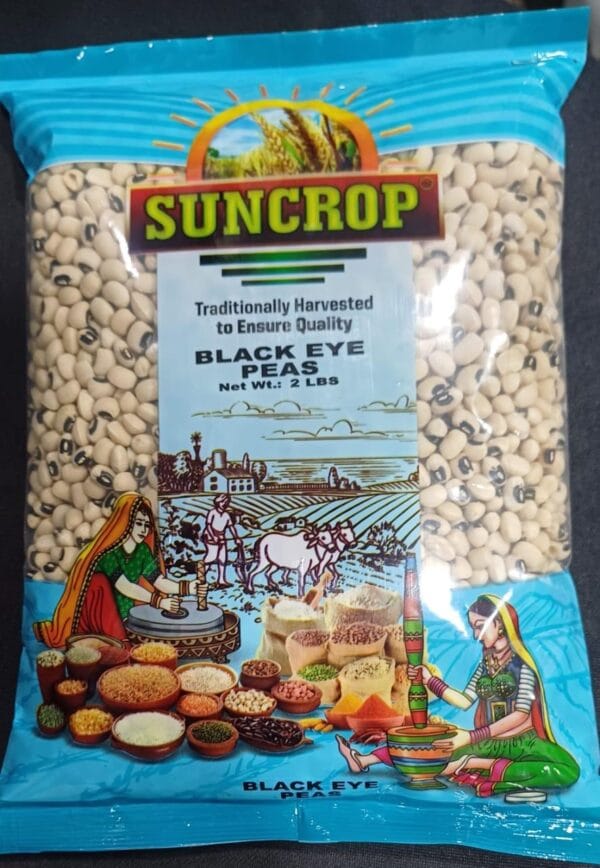 SUNCROP®
Traditionally Harvested
to Ensure Quality
BLACK EYE
PEAS
Net Wt.: 2 LBS
BLACK EYE
PEAS